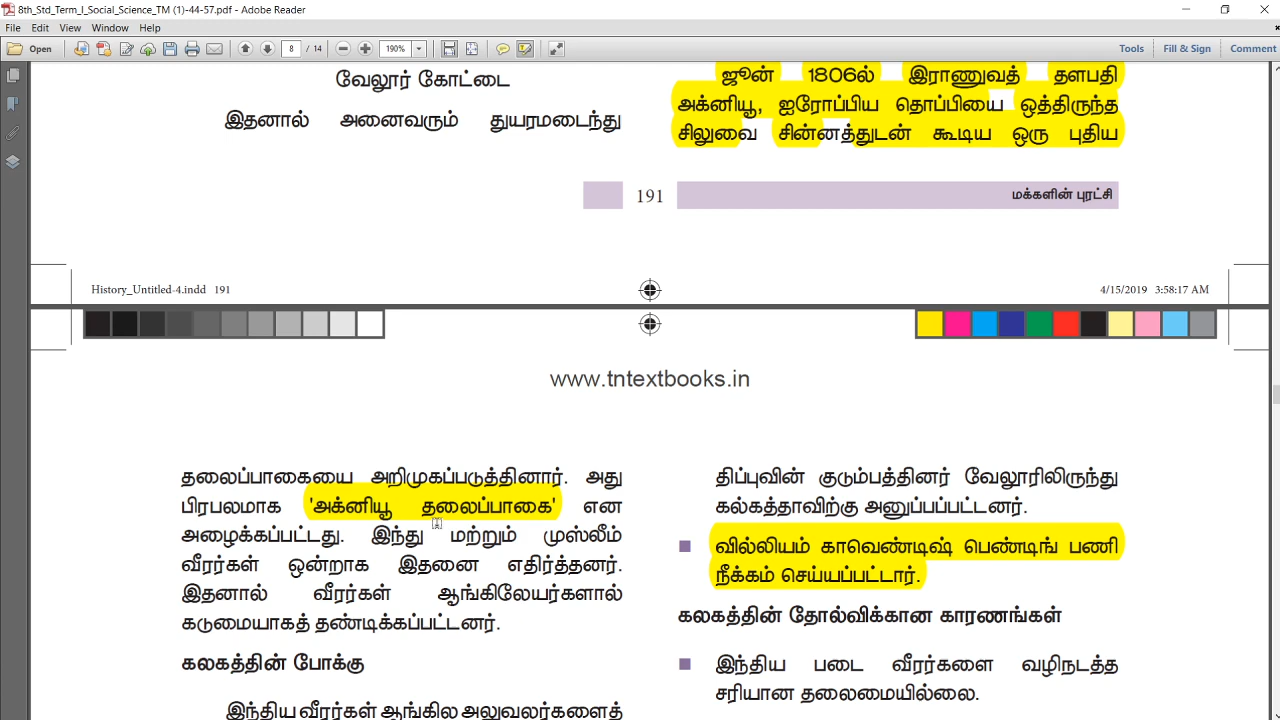 8th_Std_Term_I_Social_Science_TM (1)-44-57.pdf - Adobe Reader
File Edit View Window Help
Open 8 / 14 190% Tools Fill & Sign Comment
வேலூர் கோட்டை
இதனால் அனைவரும் துயரமடைந்து
ஜூன் 1806ல் இராணுவத் தளபதி
அக்னியூ, ஐரோப்பிய தொப்பியை ஒத்திருந்த
சிலுவை சின்னத்துடன் கூடிய ஒரு புதிய
191 மக்களின் புரட்சி
History_Untitled-4.indd 191 4/15/2019 3:58:17 AM
www.tntextbooks.in
தலைப்பாகையை அறிமுகப்படுத்தினார். அது
பிரபலமாக 'அக்னியூ தலைப்பாகை' என
அழைக்கப்பட்டது. இந்து மற்றும் முஸ்லீம்
வீரர்கள் ஒன்றாக இதனை எதிர்த்தனர்.
இதனால் வீரர்கள் ஆங்கிலேயர்களால்
கடுமையாகத் தண்டிக்கப்பட்டனர்.
கலகத்தின் போக்கு
இந்திய வீரர்கள் ஆங்கில அலுவலர்களைத்
திப்புவின் குடும்பத்தினர் வேலூரிலிருந்து
கல்கத்தாவிற்கு அனுப்பப்பட்டனர்.
வில்லியம் காவெண்டிஷ் பெண்டிங் பணி
நீக்கம் செய்யப்பட்டார்.
கலகத்தின் தோல்விக்கான காரணங்கள்
இந்திய படை வீரர்களை வழிநடத்த
சரியான தலைமையில்லை.